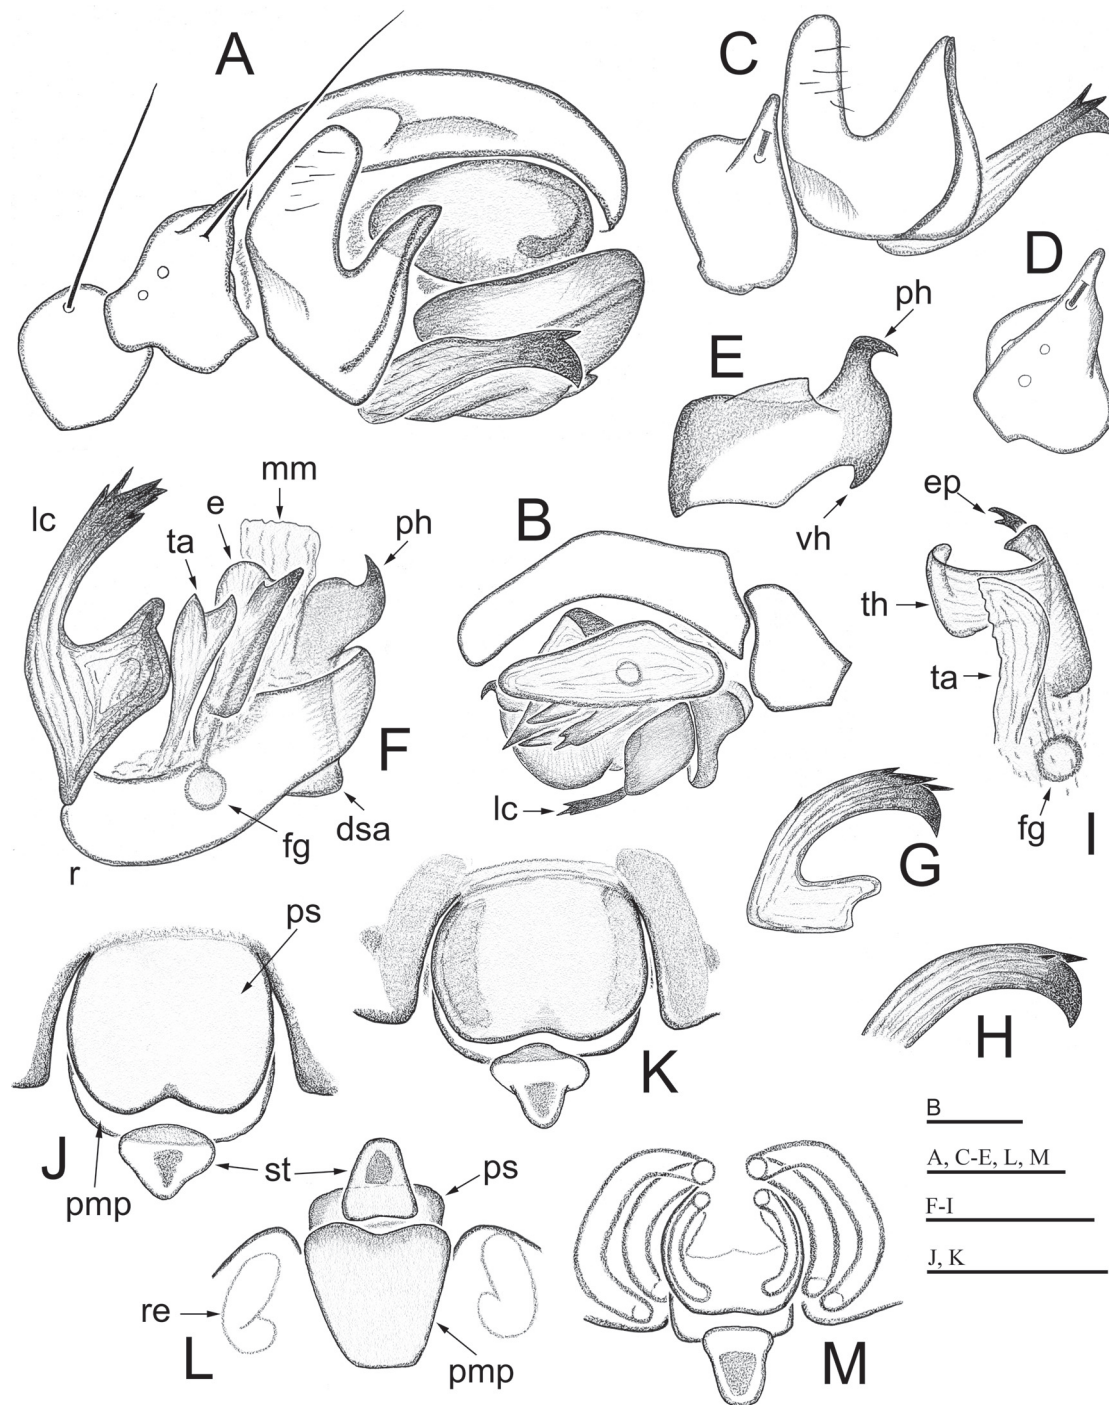 A
C
D
ph
E
vh
mm
e
ta
lc
ph
B
ep
th
ta
F
dsa
fg
r
lc
fg
I
G
H
ps
K
J
pmp
st
ps
re
L
pmp
M
B
A, C-E, L, M
F-I
J, K